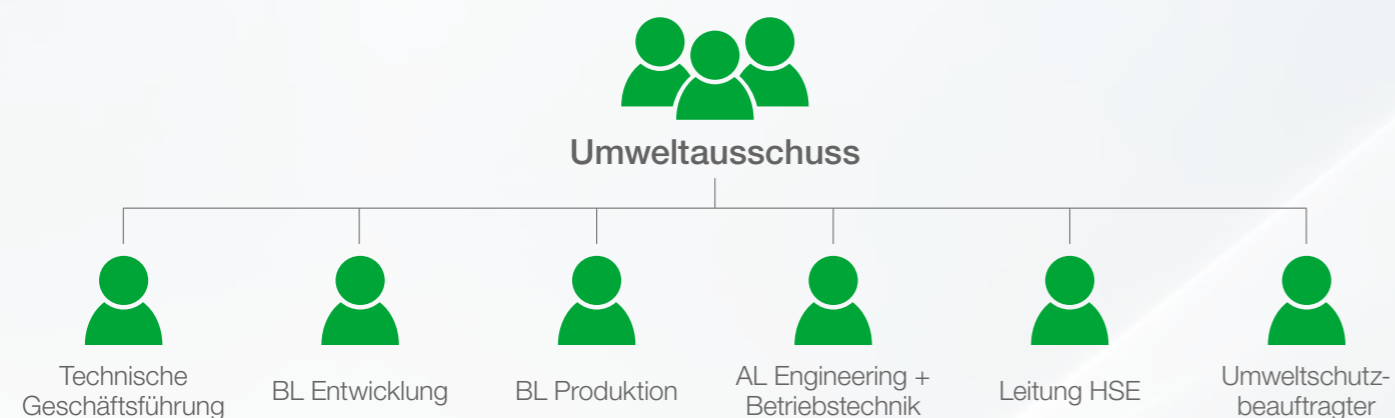 Umweltausschuss
Technische
Geschäftsführung
BL Entwicklung
BL Produktion
AL Engineering +
Betriebstechnik
Leitung HSE
Umweltschutz-
beauftragter